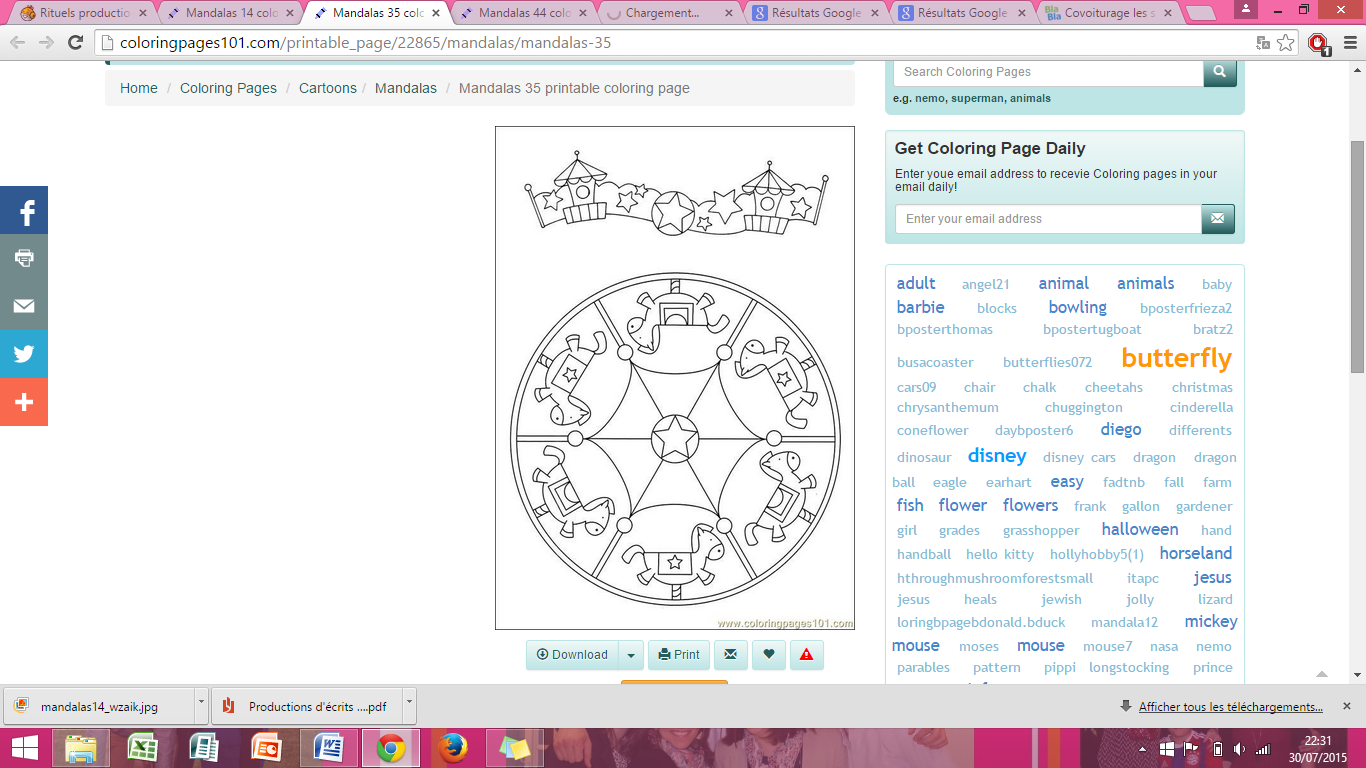 Rituels productio
Mandalas 14 colo
Mandalas 35 colo
Mandalas 44 colo
Chargement...
Résultats Google
Résultats Google
Covoiturage les s
coloringpages101.com/printable_page/22865/mandalas/mandalas-35
1
Home / Coloring Pages / Cartoons / Mandalas / Mandalas 35 printable coloring page
Search Coloring Pages
e.g. nemo, superman, animals
Get Coloring Page Daily
Enter youe email address to recevie Coloring pages in your
email daily!
Enter your email address
adult angel21 animal animals baby
barbie blocks bowling bposterfrieza2
bposterthomas bpostertugboat bratz2
busacoaster butterflies072 butterfly
cars09 chair chalk cheetahs christmas
chrysanthemum chuggington cinderella
coneflower daybposter6 diego differents
dinosaur disney disney cars dragon dragon
ball eagle earhart easy fadtnb fall farm
fish flower flowers frank gallon gardener
girl grades grasshopper halloween hand
handball hello kitty hollyhobby5(1) horseland
hthroughmushroomforestsmall itapc jesus
jesus heals jewish jolly lizard
loringbpagebdonald.bduck mandala12 mickey
mouse moses mouse mouse7 nasa nemo
parables pattern pippi longstocking prince
www.coloringpages101.com
Download
Print
mandalas14_wzaik.jpg
Productions d'écrits ....pdf
Afficher tous les téléchargements...
22:31
30/07/2015